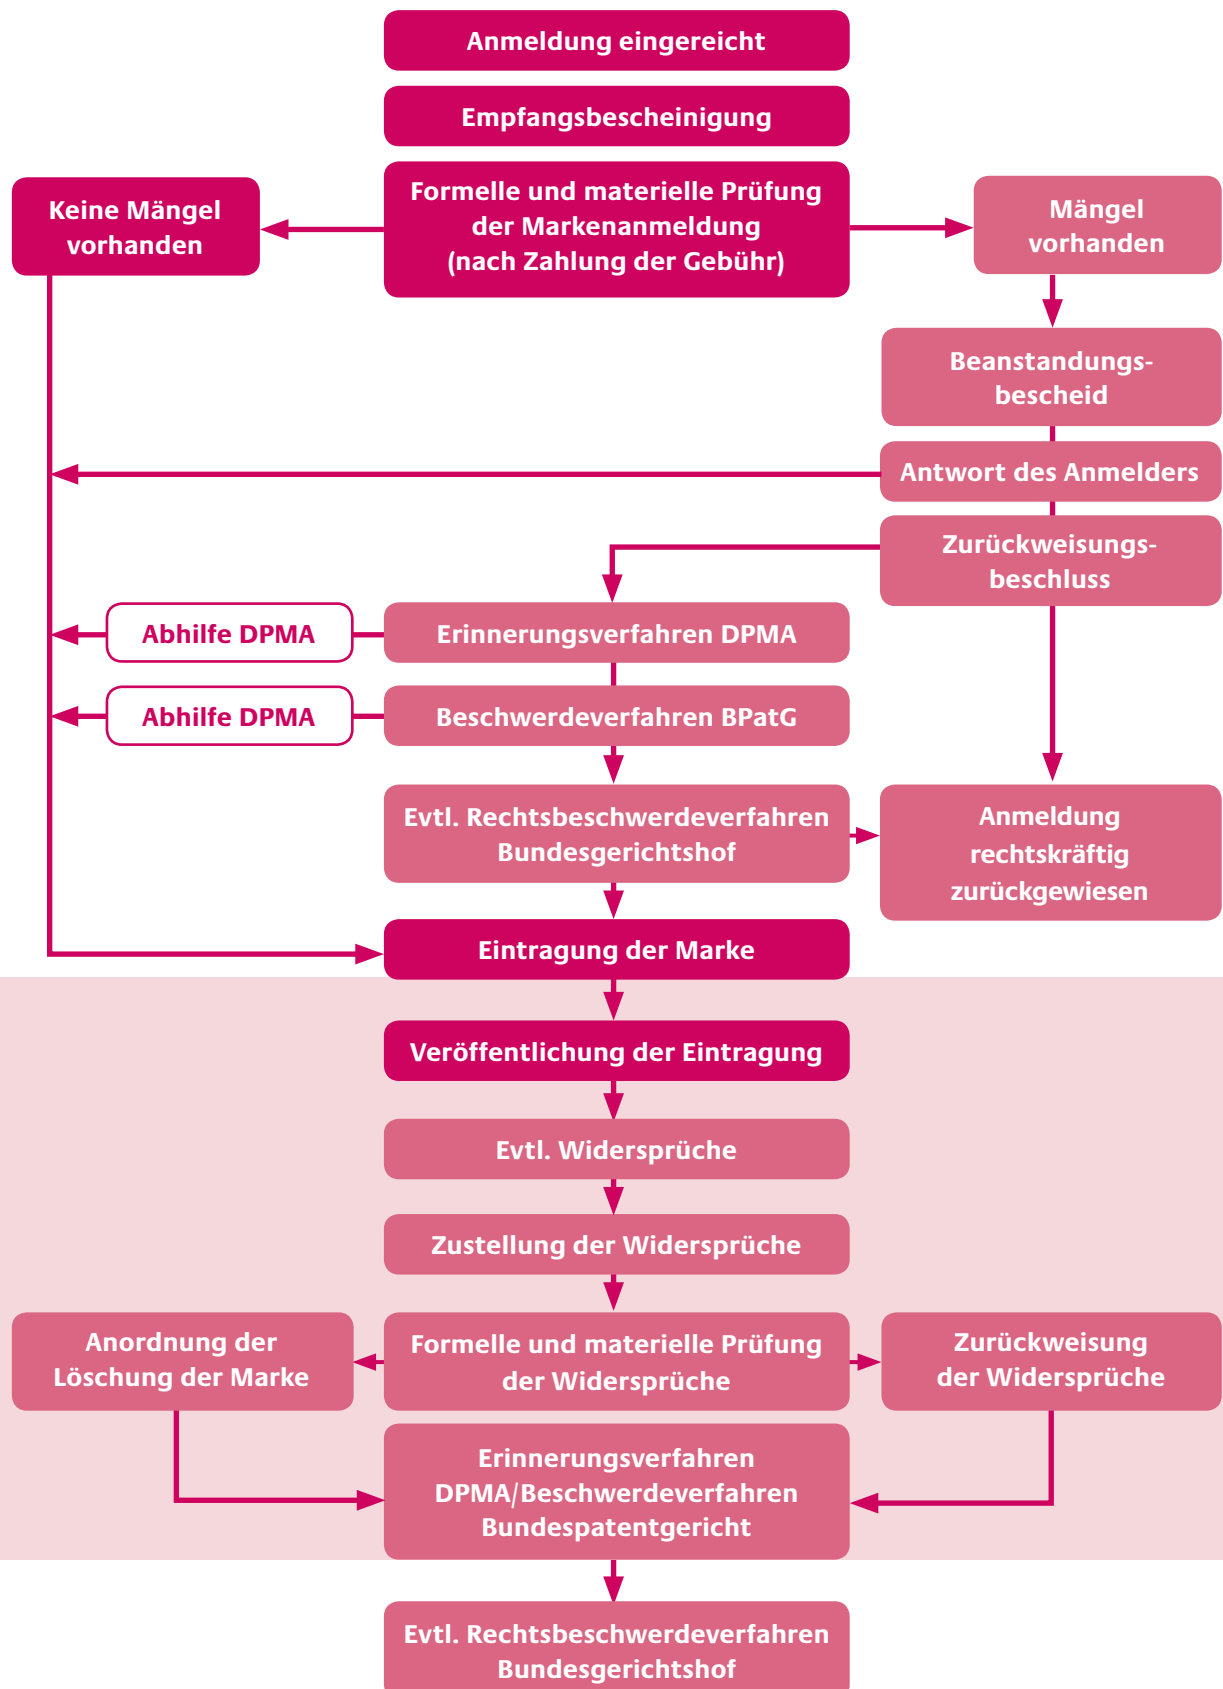 Anmeldung eingereicht
Empfangsbescheinigung
Formelle und materielle Prüfung
der Markenanmeldung
(nach Zahlung der Gebühr)
Keine Mängel
vorhanden
Mängel
vorhanden
Beanstandungs-
bescheid
Antwort des Anmelders
Zurückweisungs-
beschluss
Abhilfe DPMA
Erinnerungsverfahren DPMA
Abhilfe DPMA
Beschwerdeverfahren BPatG
Evtl. Rechtsbeschwerdeverfahren
Bundesgerichtshof
Anmeldung
rechtskräftig
zurückgewiesen
Eintragung der Marke
Veröffentlichung der Eintragung
Evtl. Widersprüche
Zustellung der Widersprüche
Anordnung der
Löschung der Marke
Formelle und materielle Prüfung
der Widersprüche
Zurückweisung
der Widersprüche
Erinnerungsverfahren
DPMA/Beschwerdeverfahren
Bundespatentgericht
Evtl. Rechtsbeschwerdeverfahren
Bundesgerichtshof